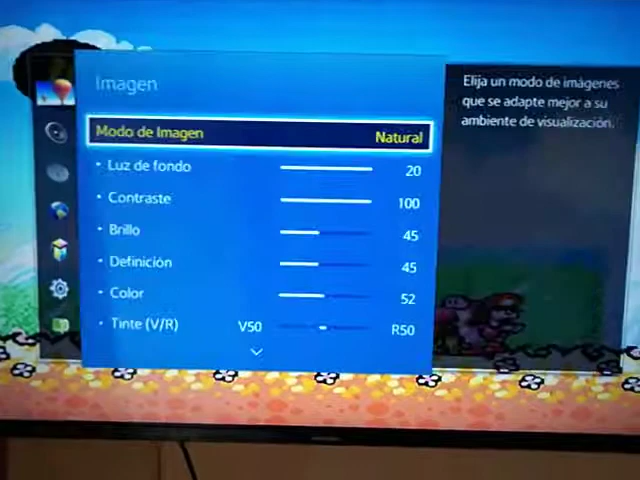 Imagen
Modo de Imagen Natural
· Luz de fondo 20
· Contraste 100
· Brillo 45
· Definición 45
· Color 52
· Tinte (V/R) V50 R50
Elija un modo de imágenes
que se adapte mejor a su
ambiente de visualización.